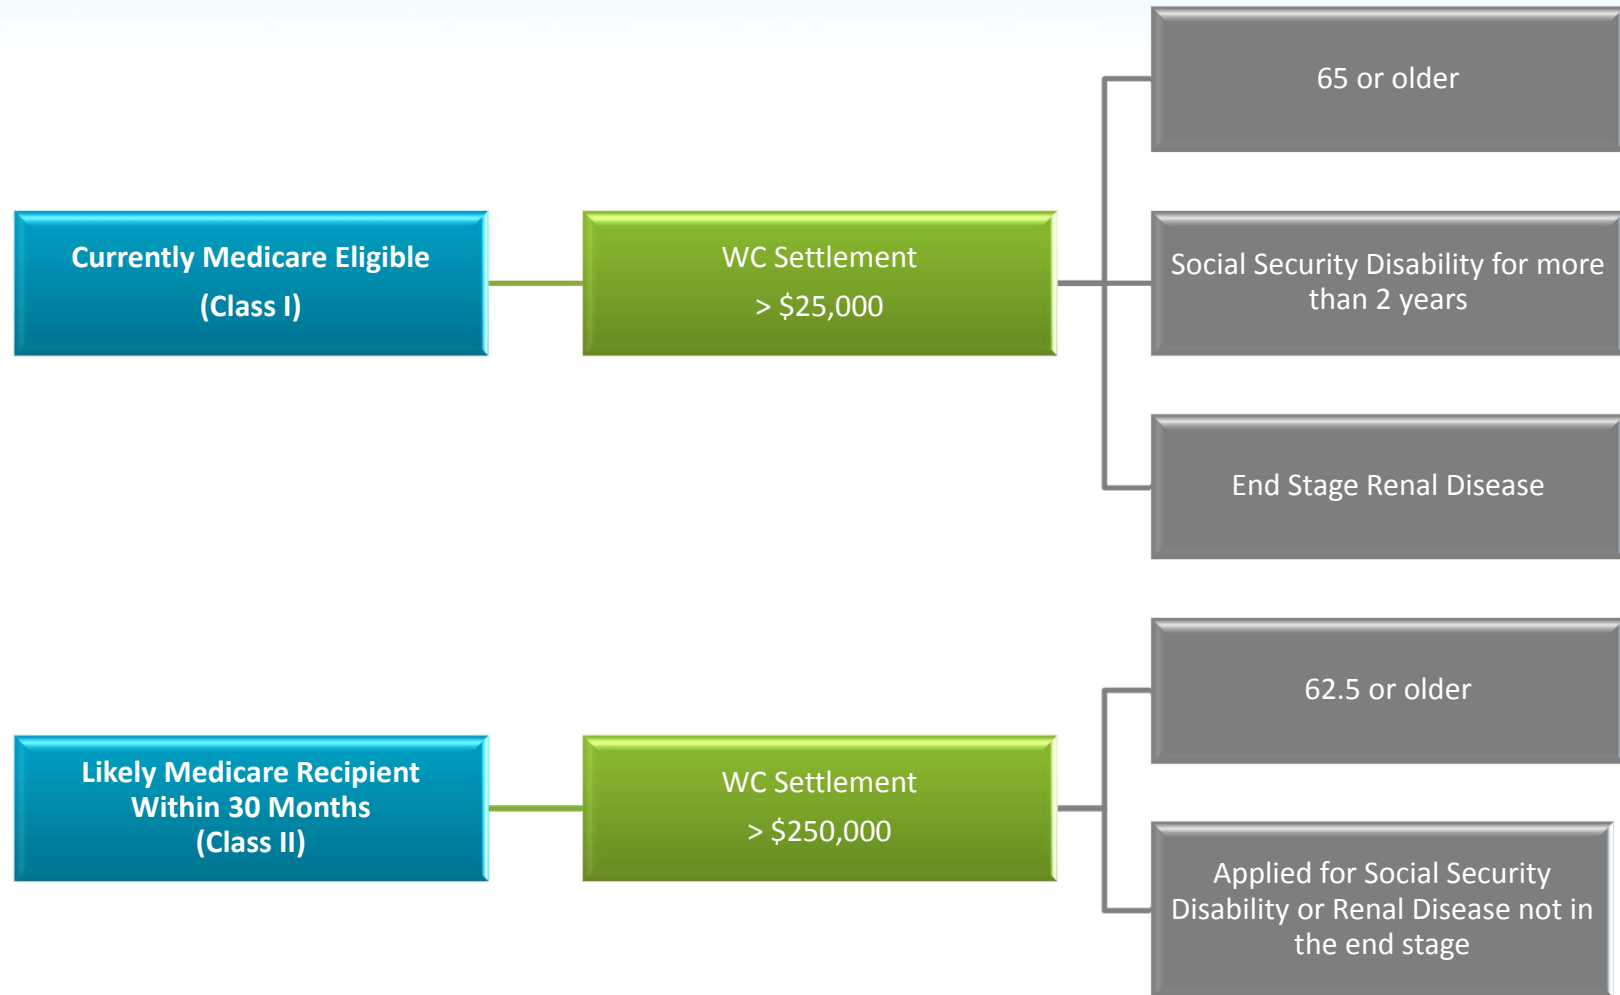 65 or older
Currently Medicare Eligible
(Class I)
WC Settlement
> $25,000
Social Security Disability for more
than 2 years
End Stage Renal Disease
62.5 or older
Likely Medicare Recipient
Within 30 Months
(Class II)
WC Settlement
> $250,000
Applied for Social Security
Disability or Renal Disease not in
the end stage